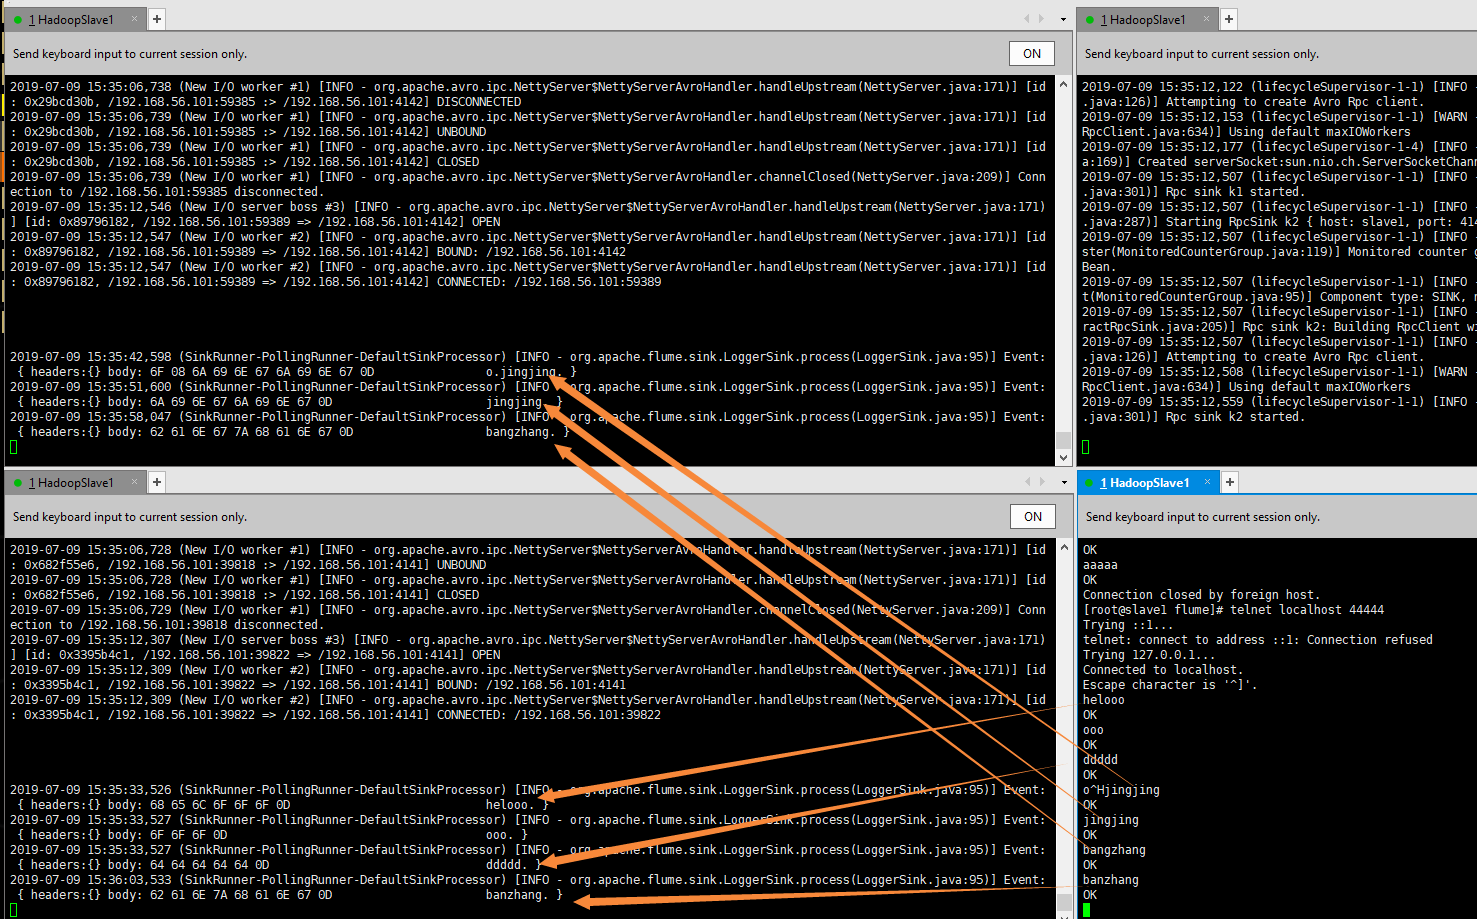 1 HadoopSlave1 × +
Send keyboard input to current session only. ON
2019-07-09 15:35:06,738 (New I/O worker #1) [INFO - org.apache.avro.ipc.NettyServer$NettyServerAvroHandler.handleUpstream(NettyServer.java:171)] [id
: 0x29bcd30b, /192.168.56.101:59385 :> /192.168.56.101:4142] DISCONNECTED
2019-07-09 15:35:06,739 (New I/O worker #1) [INFO - org.apache.avro.ipc.NettyServer$NettyServerAvroHandler.handleUpstream(NettyServer.java:171)] [id
: 0x29bcd30b, /192.168.56.101:59385 :> /192.168.56.101:4142] UNBOUND
2019-07-09 15:35:06,739 (New I/O worker #1) [INFO - org.apache.avro.ipc.NettyServer$NettyServerAvroHandler.handleUpstream(NettyServer.java:171)] [id
: 0x29bcd30b, /192.168.56.101:59385 :> /192.168.56.101:4142] CLOSED
2019-07-09 15:35:06,739 (New I/O worker #1) [INFO - org.apache.avro.ipc.NettyServer$NettyServerAvroHandler.channelClosed(NettyServer.java:209)] Conn
ection to /192.168.56.101:59385 disconnected.
2019-07-09 15:35:12,546 (New I/O server boss #3) [INFO - org.apache.avro.ipc.NettyServer$NettyServerAvroHandler.handleUpstream(NettyServer.java:171)
] [id: 0x89796182, /192.168.56.101:59389 => /192.168.56.101:4142] OPEN
2019-07-09 15:35:12,547 (New I/O worker #2) [INFO - org.apache.avro.ipc.NettyServer$NettyServerAvroHandler.handleUpstream(NettyServer.java:171)] [id
: 0x89796182, /192.168.56.101:59389 => /192.168.56.101:4142] BOUND: /192.168.56.101:4142
2019-07-09 15:35:12,547 (New I/O worker #2) [INFO - org.apache.avro.ipc.NettyServer$NettyServerAvroHandler.handleUpstream(NettyServer.java:171)] [id
: 0x89796182, /192.168.56.101:59389 => /192.168.56.101:4142] CONNECTED: /192.168.56.101:59389
2019-07-09 15:35:42,598 (SinkRunner-PollingRunner-DefaultSinkProcessor) [INFO - org.apache.flume.sink.LoggerSink.process(LoggerSink.java:95)] Event:
{ headers:{} body: 6F 08 6A 69 6E 67 6A 69 6E 67 0D o.jingjing. }
2019-07-09 15:35:51,600 (SinkRunner-PollingRunner-DefaultSinkProcessor) [INFO - org.apache.flume.sink.LoggerSink.process(LoggerSink.java:95)] Event:
{ headers:{} body: 6A 69 6E 67 6A 69 6E 67 0D jingjing. }
2019-07-09 15:35:58,047 (SinkRunner-PollingRunner-DefaultSinkProcessor) [INFO - org.apache.flume.sink.LoggerSink.process(LoggerSink.java:95)] Event:
{ headers:{} body: 62 61 6E 67 7A 68 61 6E 67 0D bangzhang. }
1 HadoopSlave1 × +
Send keyboard input to current session only.
2019-07-09 15:35:12,122 (lifecycleSupervisor-1-1) [INFO -
.java:126)] Attempting to create Avro Rpc client.
2019-07-09 15:35:12,153 (lifecycleSupervisor-1-1) [WARN -
RpcClient.java:634)] Using default maxIOWorkers
2019-07-09 15:35:12,177 (lifecycleSupervisor-1-4) [INFO -
a:169)] Created serverSocket:sun.nio.ch.ServerSocketChann
2019-07-09 15:35:12,507 (lifecycleSupervisor-1-1) [INFO -
.java:301)] Rpc sink k1 started.
2019-07-09 15:35:12,507 (lifecycleSupervisor-1-1) [INFO -
.java:287)] Starting RpcSink k2 { host: slave1, port: 414
2019-07-09 15:35:12,507 (lifecycleSupervisor-1-1) [INFO -
ster(MonitoredCounterGroup.java:119)] Monitored counter g
Bean.
2019-07-09 15:35:12,507 (lifecycleSupervisor-1-1) [INFO -
t(MonitoredCounterGroup.java:95)] Component type: SINK, n
2019-07-09 15:35:12,507 (lifecycleSupervisor-1-1) [INFO -
ractRpcSink.java:205)] Rpc sink k2: Building RpcClient wi
2019-07-09 15:35:12,507 (lifecycleSupervisor-1-1) [INFO -
.java:126)] Attempting to create Avro Rpc client.
2019-07-09 15:35:12,508 (lifecycleSupervisor-1-1) [WARN -
RpcClient.java:634)] Using default maxIOWorkers
2019-07-09 15:35:12,559 (lifecycleSupervisor-1-1) [INFO -
.java:301)] Rpc sink k2 started.
1 HadoopSlave1 × +
Send keyboard input to current session only. ON
2019-07-09 15:35:06,728 (New I/O worker #1) [INFO - org.apache.avro.ipc.NettyServer$NettyServerAvroHandler.handleUpstream(NettyServer.java:171)] [id
: 0x682f55e6, /192.168.56.101:39818 :> /192.168.56.101:4141] UNBOUND
2019-07-09 15:35:06,728 (New I/O worker #1) [INFO - org.apache.avro.ipc.NettyServer$NettyServerAvroHandler.handleUpstream(NettyServer.java:171)] [id
: 0x682f55e6, /192.168.56.101:39818 :> /192.168.56.101:4141] CLOSED
2019-07-09 15:35:06,729 (New I/O worker #1) [INFO - org.apache.avro.ipc.NettyServer$NettyServerAvroHandler.channelClosed(NettyServer.java:209)] Conn
ection to /192.168.56.101:39818 disconnected.
2019-07-09 15:35:12,307 (New I/O server boss #3) [INFO - org.apache.avro.ipc.NettyServer$NettyServerAvroHandler.handleUpstream(NettyServer.java:171)
] [id: 0x3395b4c1, /192.168.56.101:39822 => /192.168.56.101:4141] OPEN
2019-07-09 15:35:12,309 (New I/O worker #2) [INFO - org.apache.avro.ipc.NettyServer$NettyServerAvroHandler.handleUpstream(NettyServer.java:171)] [id
: 0x3395b4c1, /192.168.56.101:39822 => /192.168.56.101:4141] BOUND: /192.168.56.101:4141
2019-07-09 15:35:12,309 (New I/O worker #2) [INFO - org.apache.avro.ipc.NettyServer$NettyServerAvroHandler.handleUpstream(NettyServer.java:171)] [id
: 0x3395b4c1, /192.168.56.101:39822 => /192.168.56.101:4141] CONNECTED: /192.168.56.101:39822
2019-07-09 15:35:33,526 (SinkRunner-PollingRunner-DefaultSinkProcessor) [INFO - org.apache.flume.sink.LoggerSink.process(LoggerSink.java:95)] Event:
{ headers:{} body: 68 65 6C 6F 6F 6F 0D helooo. }
2019-07-09 15:35:33,527 (SinkRunner-PollingRunner-DefaultSinkProcessor) [INFO - org.apache.flume.sink.LoggerSink.process(LoggerSink.java:95)] Event:
{ headers:{} body: 6F 6F 6F 0D ooo. }
2019-07-09 15:35:33,527 (SinkRunner-PollingRunner-DefaultSinkProcessor) [INFO - org.apache.flume.sink.LoggerSink.process(LoggerSink.java:95)] Event:
{ headers:{} body: 64 64 64 64 64 0D ddddd. }
2019-07-09 15:36:03,533 (SinkRunner-PollingRunner-DefaultSinkProcessor) [INFO - org.apache.flume.sink.LoggerSink.process(LoggerSink.java:95)] Event:
{ headers:{} body: 62 61 6E 7A 68 61 6E 67 0D banzhang. }
1 HadoopSlave1 × +
Send keyboard input to current session only.
OK
aaaaa
OK
Connection closed by foreign host.
[root@slave1 flume]# telnet localhost 44444
Trying ::1...
telnet: connect to address ::1: Connection refused
Trying 127.0.0.1...
Connected to localhost.
Escape character is '^]'.
helooo
OK
ooo
OK
ddddd
OK
o^Hjingjing
OK
jingjing
OK
bangzhang
OK
banzhang
OK